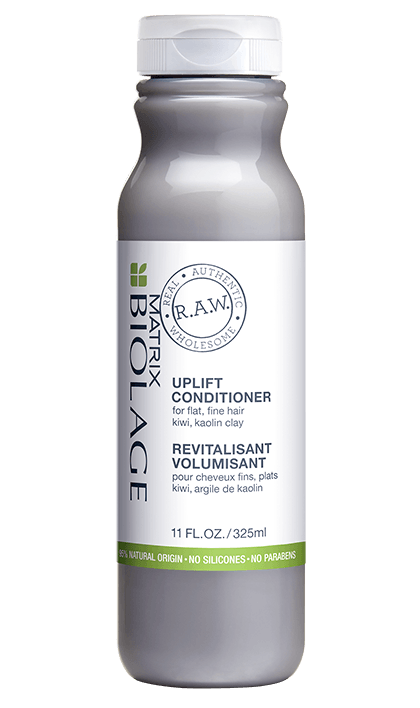 REAL • AUTHENTIC • WHOLESOME •
R.A.W.
MATRIX
BIOLAGE
UPLIFT
CONDITIONER
for flat, fine hair
kiwi, kaolin clay
REVITALISANT
VOLUMISANT
pour cheveux fins, plats
kiwi, argile de kaolin
11 FL.OZ./325ml
NATURAL ORIGIN • NO SILICONES • NO PARABENS